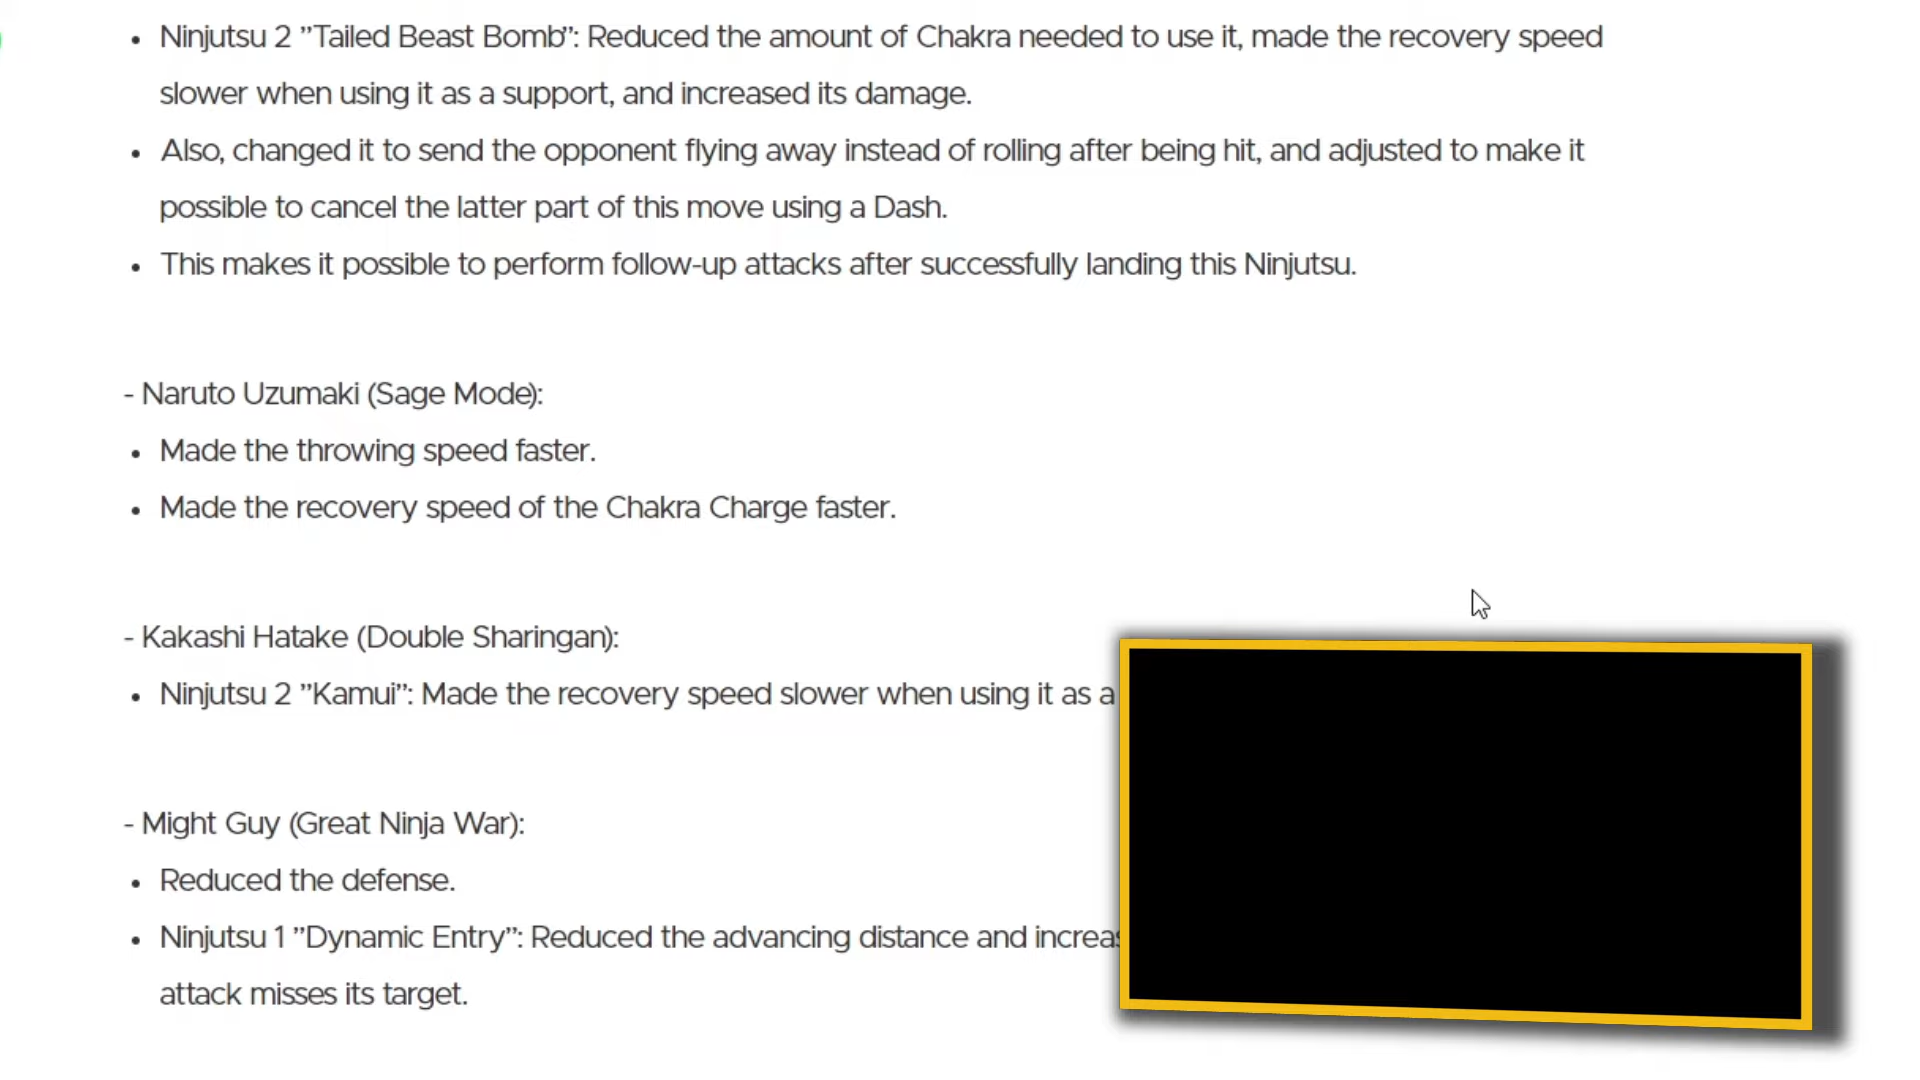 • Ninjutsu 2 ”Tailed Beast Bomb”: Reduced the amount of Chakra needed to use it, made the recovery speed
slower when using it as a support, and increased its damage.
• Also, changed it to send the opponent flying away instead of rolling after being hit, and adjusted to make it
possible to cancel the latter part of this move using a Dash.
• This makes it possible to perform follow-up attacks after successfully landing this Ninjutsu.
- Naruto Uzumaki (Sage Mode):
• Made the throwing speed faster.
• Made the recovery speed of the Chakra Charge faster.
- Kakashi Hatake (Double Sharingan):
• Ninjutsu 2 ”Kamui”: Made the recovery speed slower when using it as a
- Might Guy (Great Ninja War):
• Reduced the defense.
• Ninjutsu 1 ”Dynamic Entry”: Reduced the advancing distance and
attack misses its target.